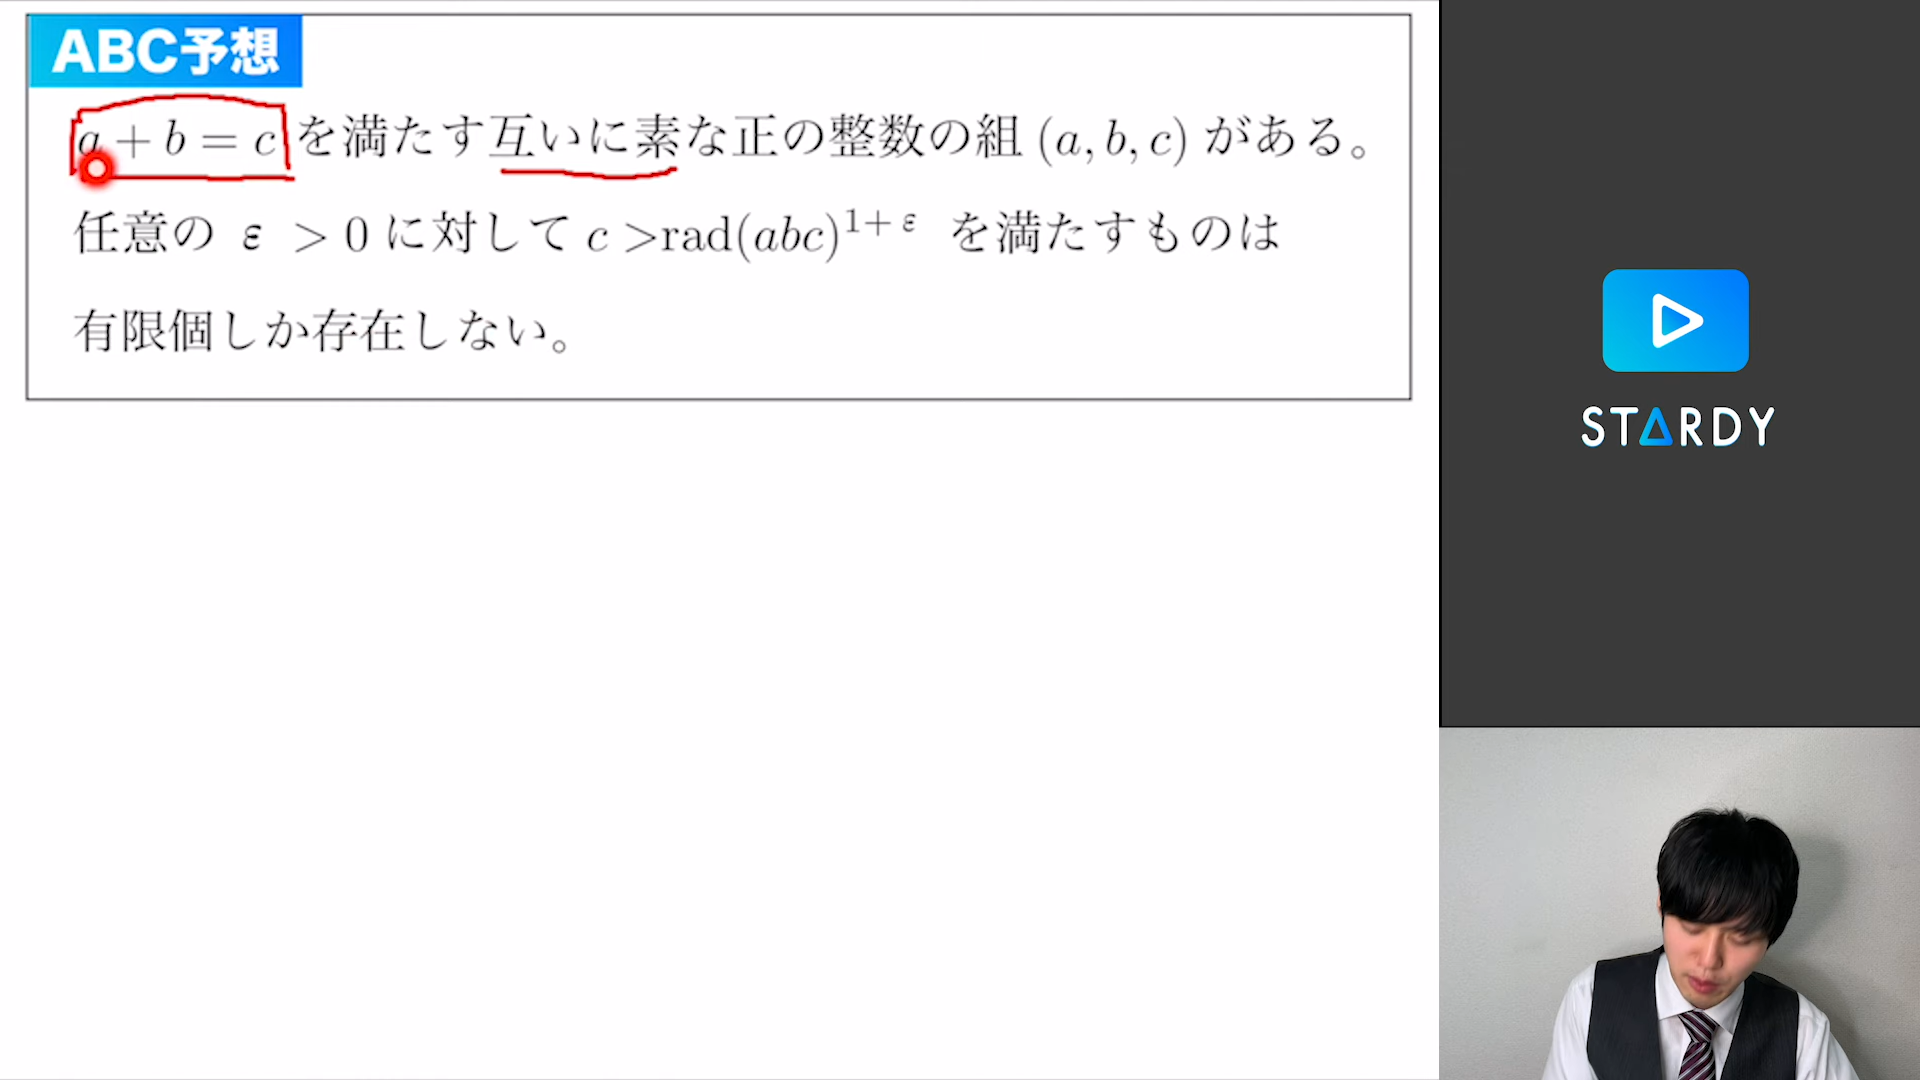 ABC予想
a + b = c を満たす互いに素な正の整数の組 (a, b, c) がある。
任意の ε > 0 に対して c >rad(abc)^{1+ε} を満たすものは
有限個しか存在しない。
STARDY